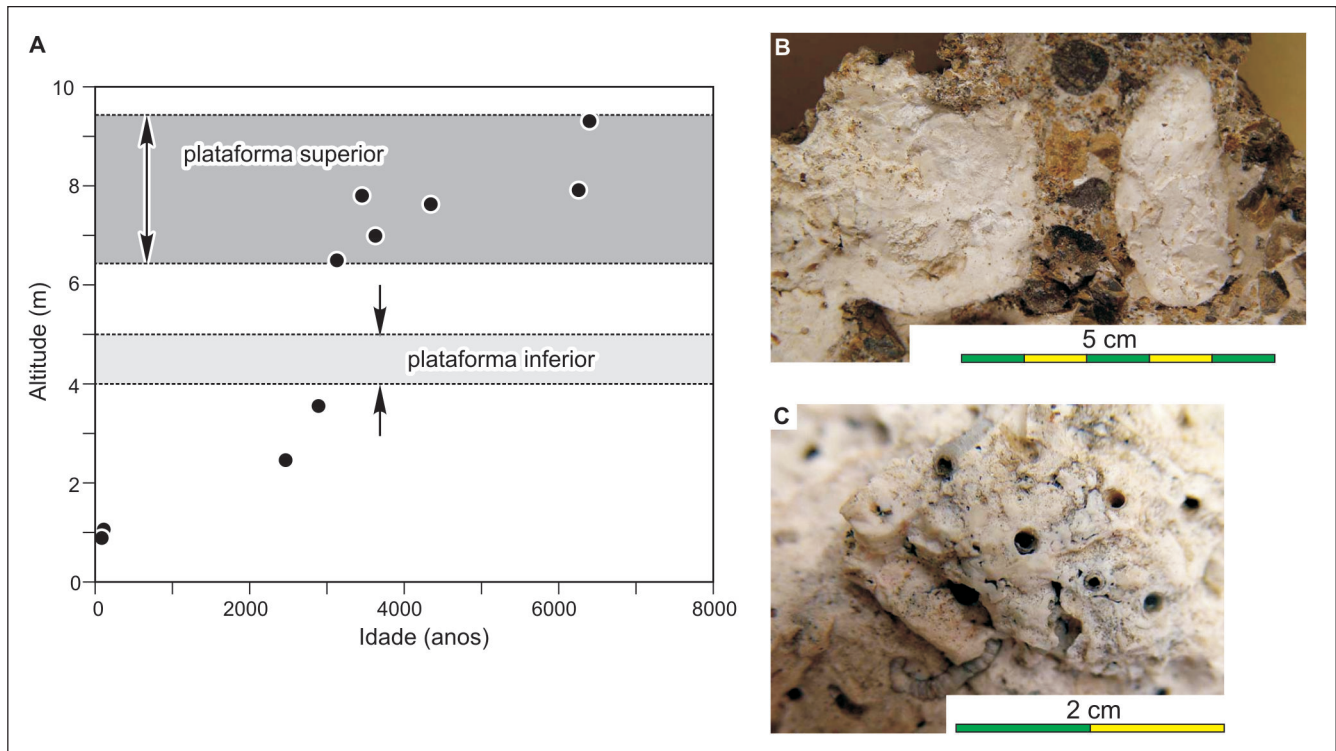 A
10
8
6
4
2
0
Altitude (m)
plataforma superior
plataforma inferior
0
2000
4000
6000
8000
Idade (anos)
B
5 cm
C
2 cm